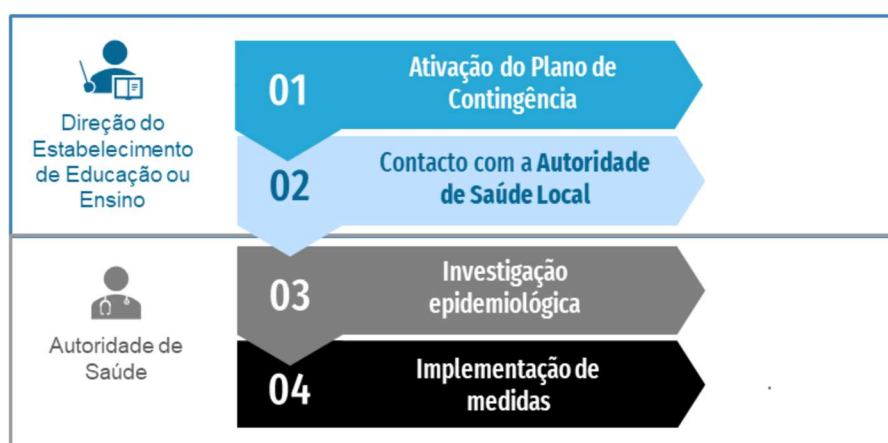 Direção do
Estabelecimento
de Educação ou
Ensino
01
Ativação do Plano de
Contingência
02
Contacto com a Autoridade
de Saúde Local
Autoridade de
Saúde
03
Investigação
epidemiológica
04
Implementação de
medidas
.